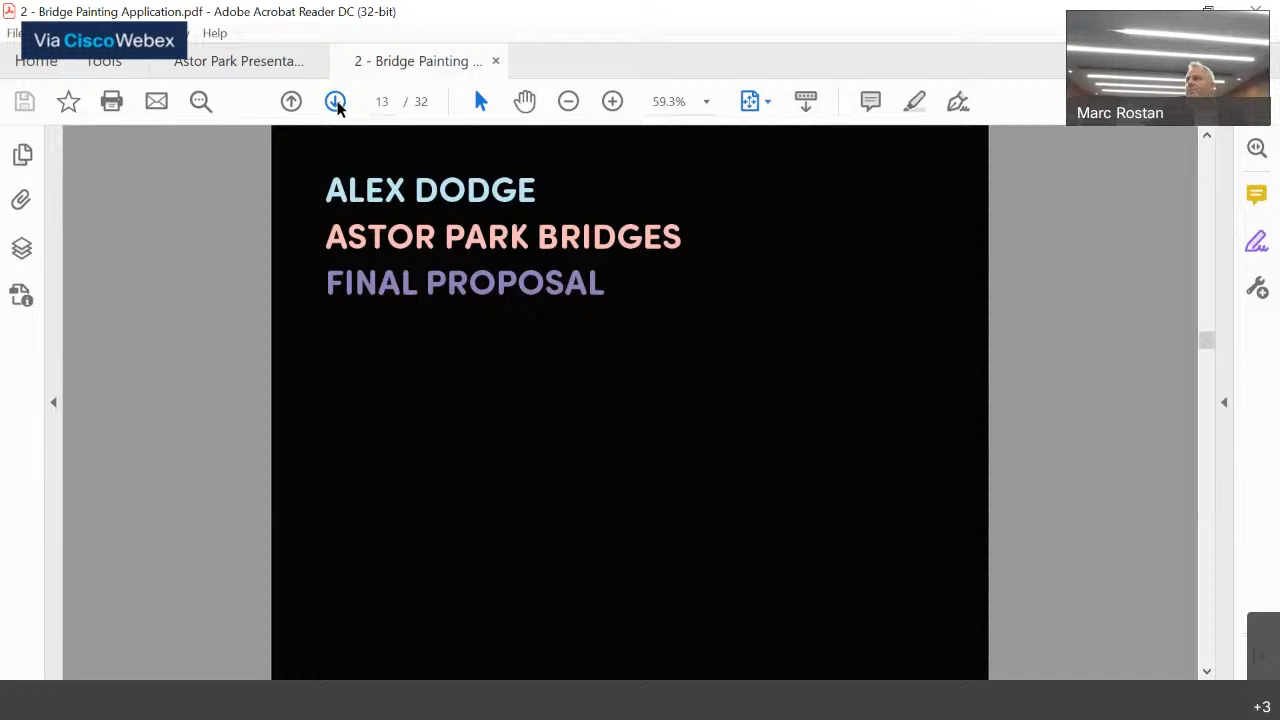 2 - Bridge Painting Application.pdf - Adobe Acrobat Reader DC (32-bit)
Help
Via CiscoWebex
Home
Tools
Astor Park Presenta...
2 - Bridge Painting ...
13 / 32
59.3%
Marc Rostan
ALEX DODGE
ASTOR PARK BRIDGES
FINAL PROPOSAL
+3